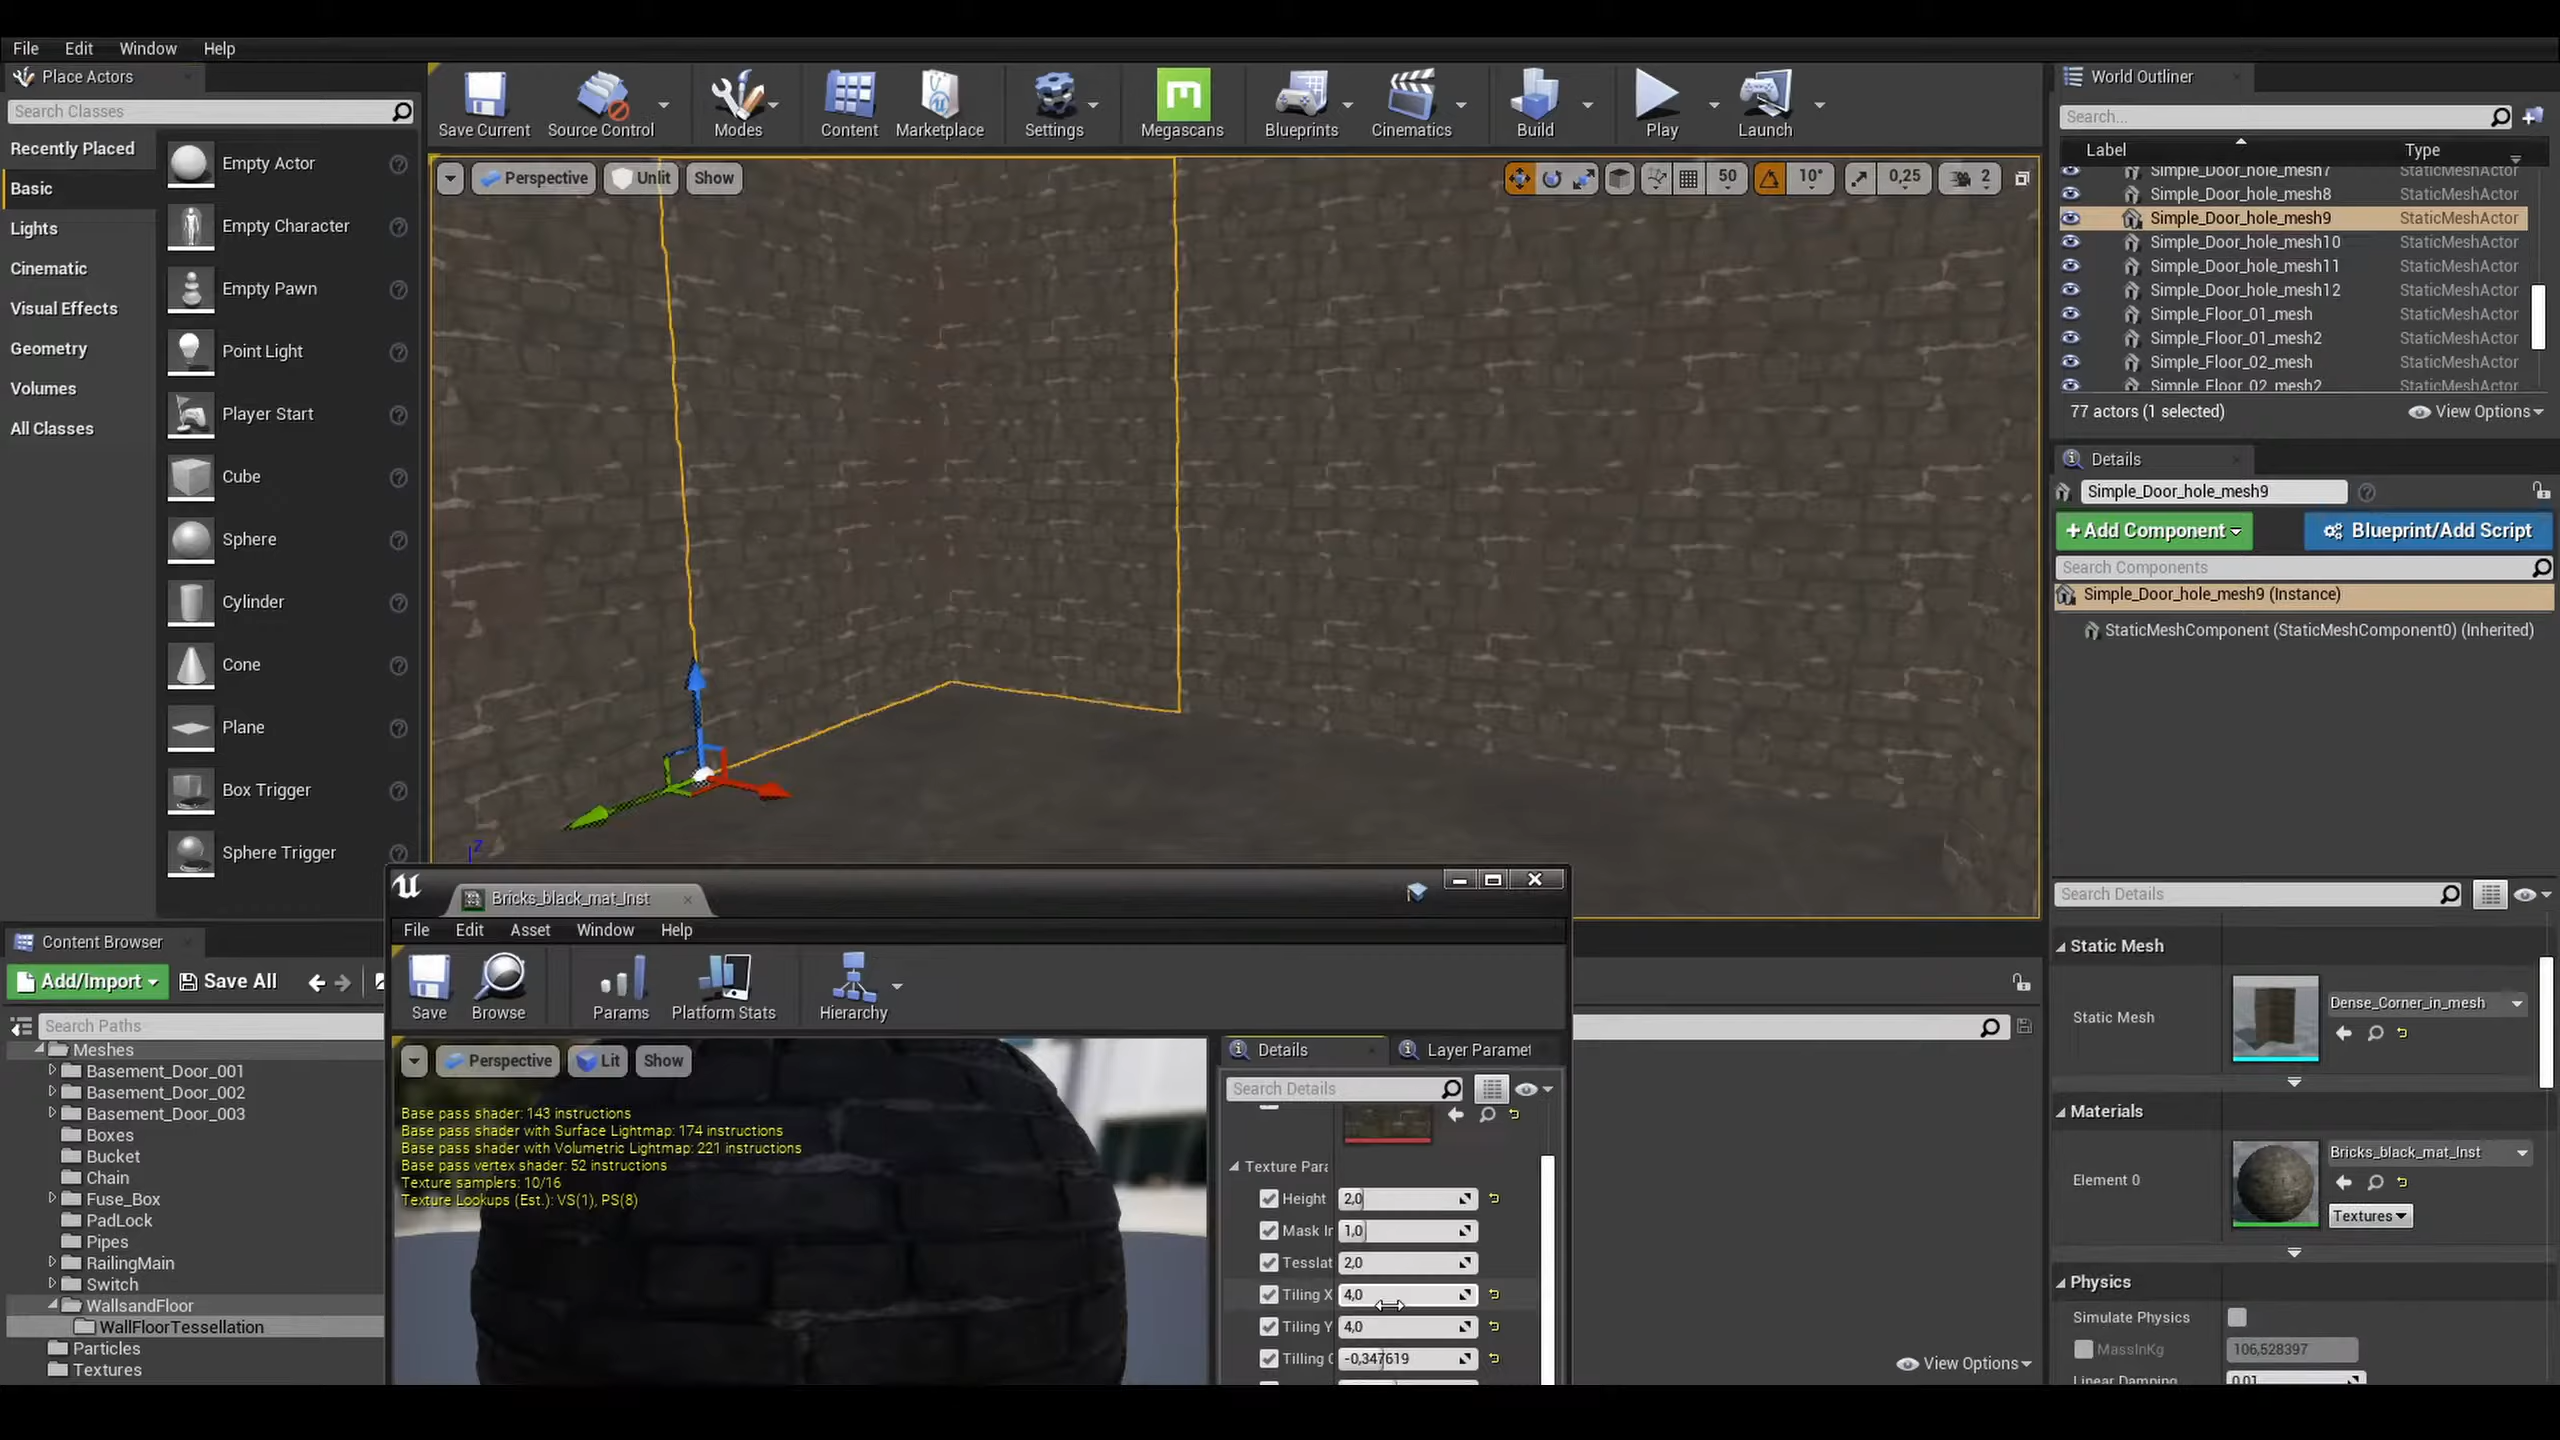 File Edit Window Help
Place Actors
Search Classes
Recently Placed
Basic
Lights
Cinematic
Visual Effects
Geometry
Volumes
All Classes
Empty Actor
Empty Character
Empty Pawn
Point Light
Player Start
Cube
Sphere
Cylinder
Cone
Plane
Box Trigger
Sphere Trigger
Save Current Source Control Modes Content Marketplace Settings Megascans Blueprints Cinematics Build Play Launch
Perspective Unlit Show
50 10° 0,25 2
Z
World Outliner
Search...
Label Type
Simple_Door_hole_mesh7 StaticMeshActor
Simple_Door_hole_mesh8 StaticMeshActor
Simple_Door_hole_mesh9 StaticMeshActor
Simple_Door_hole_mesh10 StaticMeshActor
Simple_Door_hole_mesh11 StaticMeshActor
Simple_Door_hole_mesh12 StaticMeshActor
Simple_Floor_01_mesh StaticMeshActor
Simple_Floor_01_mesh2 StaticMeshActor
Simple_Floor_02_mesh StaticMeshActor
Simple_Floor_02_mesh2 StaticMeshActor
77 actors (1 selected) View Options
Details
Simple_Door_hole_mesh9
+Add Component Blueprint/Add Script
Search Components
Simple_Door_hole_mesh9 (Instance)
StaticMeshComponent (StaticMeshComponent0) (Inherited)
Search Details
Static Mesh
Static Mesh Dense_Corner_in_mesh
Materials
Element 0 Bricks_black_mat_Inst
Textures
Physics
Simulate Physics
MassInKg 106,528397
Linear Damping 0,01
Content Browser
Add/Import Save All
Search Paths
Meshes
Basement_Door_001
Basement_Door_002
Basement_Door_003
Boxes
Bucket
Chain
Fuse_Box
PadLock
Pipes
RailingMain
Switch
WallsandFloor
WallFloorTessellation
Particles
Textures
View Options
Bricks_black_mat_Inst
File Edit Asset Window Help
Save Browse Params Platform Stats Hierarchy
Perspective Lit Show
Base pass shader: 143 instructions
Base pass shader with Surface Lightmap: 174 instructions
Base pass shader with Volumetric Lightmap: 221 instructions
Base pass vertex shader: 52 instructions
Texture samplers: 10/16
Texture Lookups (Est.): VS(1), PS(8)
Details Layer Paramet
Search Details
Texture Para
Height 2,0
Mask In 1,0
Tesslat 2,0
Tiling X 4,0
Tiling Y 4,0
Tilling -0,347619